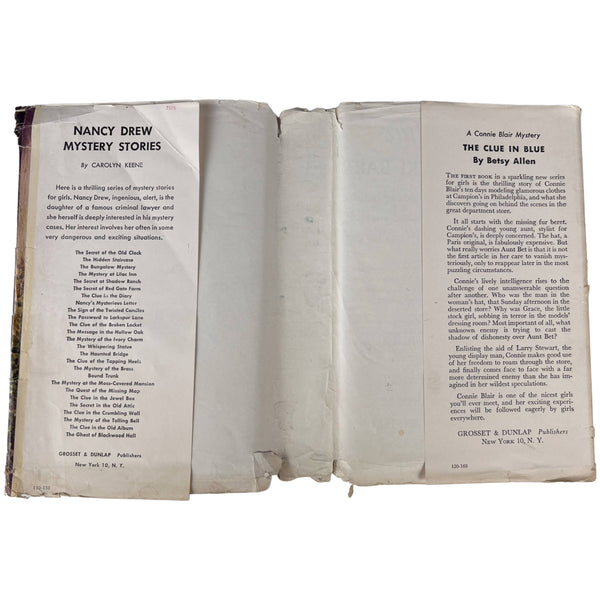 NANCY DREW
MYSTERY STORIES
By CAROLYN KEENE
Here is a thrilling series of mystery stories
for girls. Nancy Drew, ingenious, alert, is the
daughter of a famous criminal lawyer and
she herself is deeply interested in his mystery
cases. Her interest involves her often in some
very dangerous and exciting situations.
The Secret of the Old Clock
The Hidden Staircase
The Bungalow Mystery
The Mystery at Lilac Inn
The Secret at Shadow Ranch
The Secret of Red Gate Farm
The Clue in the Diary
Nancy's Mysterious Letter
The Sign of the Twisted Candles
The Password to Larkspur Lane
The Clue of the Broken Locket
The Message in the Hollow Oak
The Mystery of the Ivory Charm
The Whispering Statue
The Haunted Bridge
The Clue of the Tapping Heels
The Mystery of the Brass
Bound Trunk
The Mystery at the Moss-Covered Mansion
The Quest of the Missing Map
The Clue in the Jewel Box
The Secret in the Old Attic
The Clue in the Crumbling Wall
The Mystery of the Tolling Bell
The Clue in the Old Album
The Ghost of Blackwood Hall
GROSSET & DUNLAP Publishers
New York 10, N. Y.
A Connie Blair Mystery
THE CLUE IN BLUE
By Betsy Allen
THE FIRST BOOK in a sparkling new series
for girls is the thrilling story of Connie
Blair's ten days modeling glamorous clothes
at Campion's in Philadelphia, and what she
discovers going on behind the scenes in the
great department store.
It all starts with the missing fur beret.
Connie's dashing young aunt, stylist for
Campion's, is deeply concerned. The hat, a
Paris original, is fabulously expensive. But
what really worries Aunt Bet is that it is not
the first article in her care to vanish mys-
teriously, only to reappear later in the most
puzzling circumstances.
Connie's lively intelligence rises to the
challenge of one unanswerable question
after another. Who was the man in the
woman's hat, that Sunday afternoon in the
deserted store? Why was Grace, the little
stock girl, sobbing in terror in the models'
dressing room? Most important of all, what
unknown enemy is trying to cast the
shadow of dishonesty over Aunt Bet?
Enlisting the aid of Larry Stewart, the
young display man, Connie makes good use
of her freedom to roam through the store,
and finally comes face to face with a far
more determined enemy than she has im-
agined in her wildest speculations.
Connie Blair is one of the nicest girls
you'll ever meet, and her exciting experi-
ences will be followed eagerly by girls
everywhere.
GROSSET & DUNLAP Publishers
NEW YORK 10, N. Y.